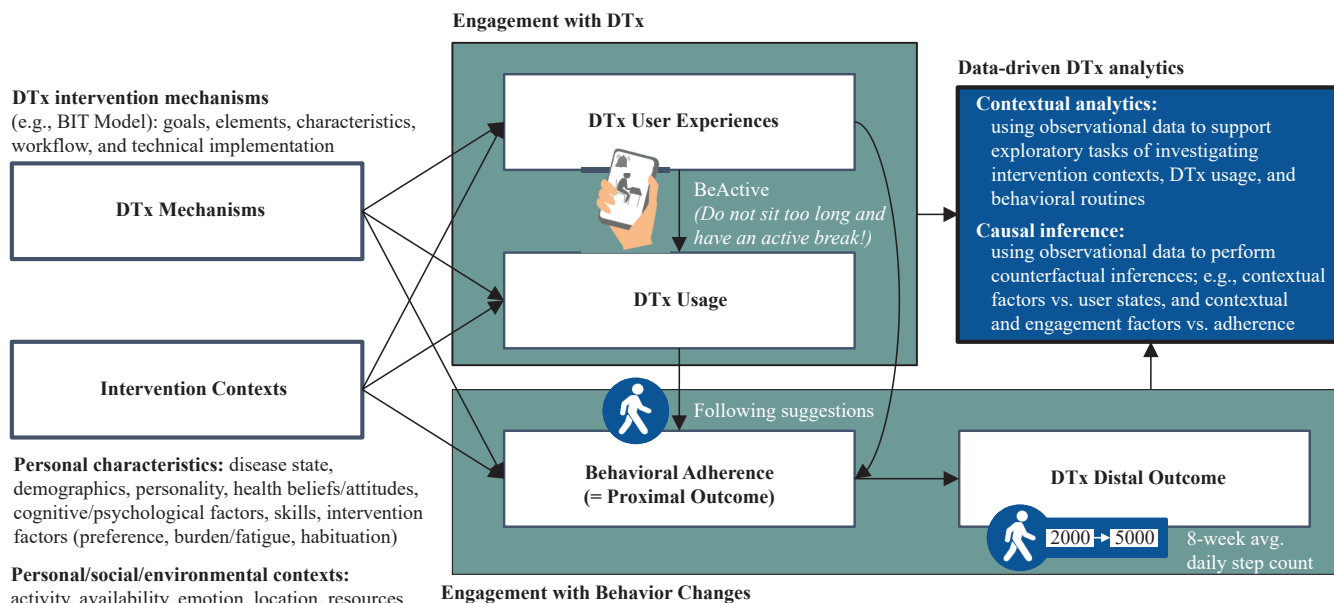 Engagement with DTx
DTx intervention mechanisms
(e.g., BIT Model): goals, elements, characteristics,
workflow, and technical implementation
DTx Mechanisms
Intervention Contexts
Personal characteristics: disease state,
demographics, personality, health beliefs/attitudes,
cognitive/psychological factors, skills, intervention
factors (preference, burden/fatigue, habituation)
Personal/social/environmental contexts:
activity, availability, emotion, location, resources
DTx User Experiences
BeActive
(Do not sit too long and
have an active break!)
DTx Usage
Following suggestions
Behavioral Adherence
(= Proximal Outcome)
DTx Distal Outcome
2000
5000
8-week avg.
daily step count
Engagement with Behavior Changes
Data-driven DTx analytics
Contextual analytics:
using observational data to support
exploratory tasks of investigating
intervention contexts, DTx usage, and
behavioral routines
Causal inference:
using observational data to perform
counterfactual inferences; e.g., contextual
factors vs. user states, and contextual
and engagement factors vs. adherence